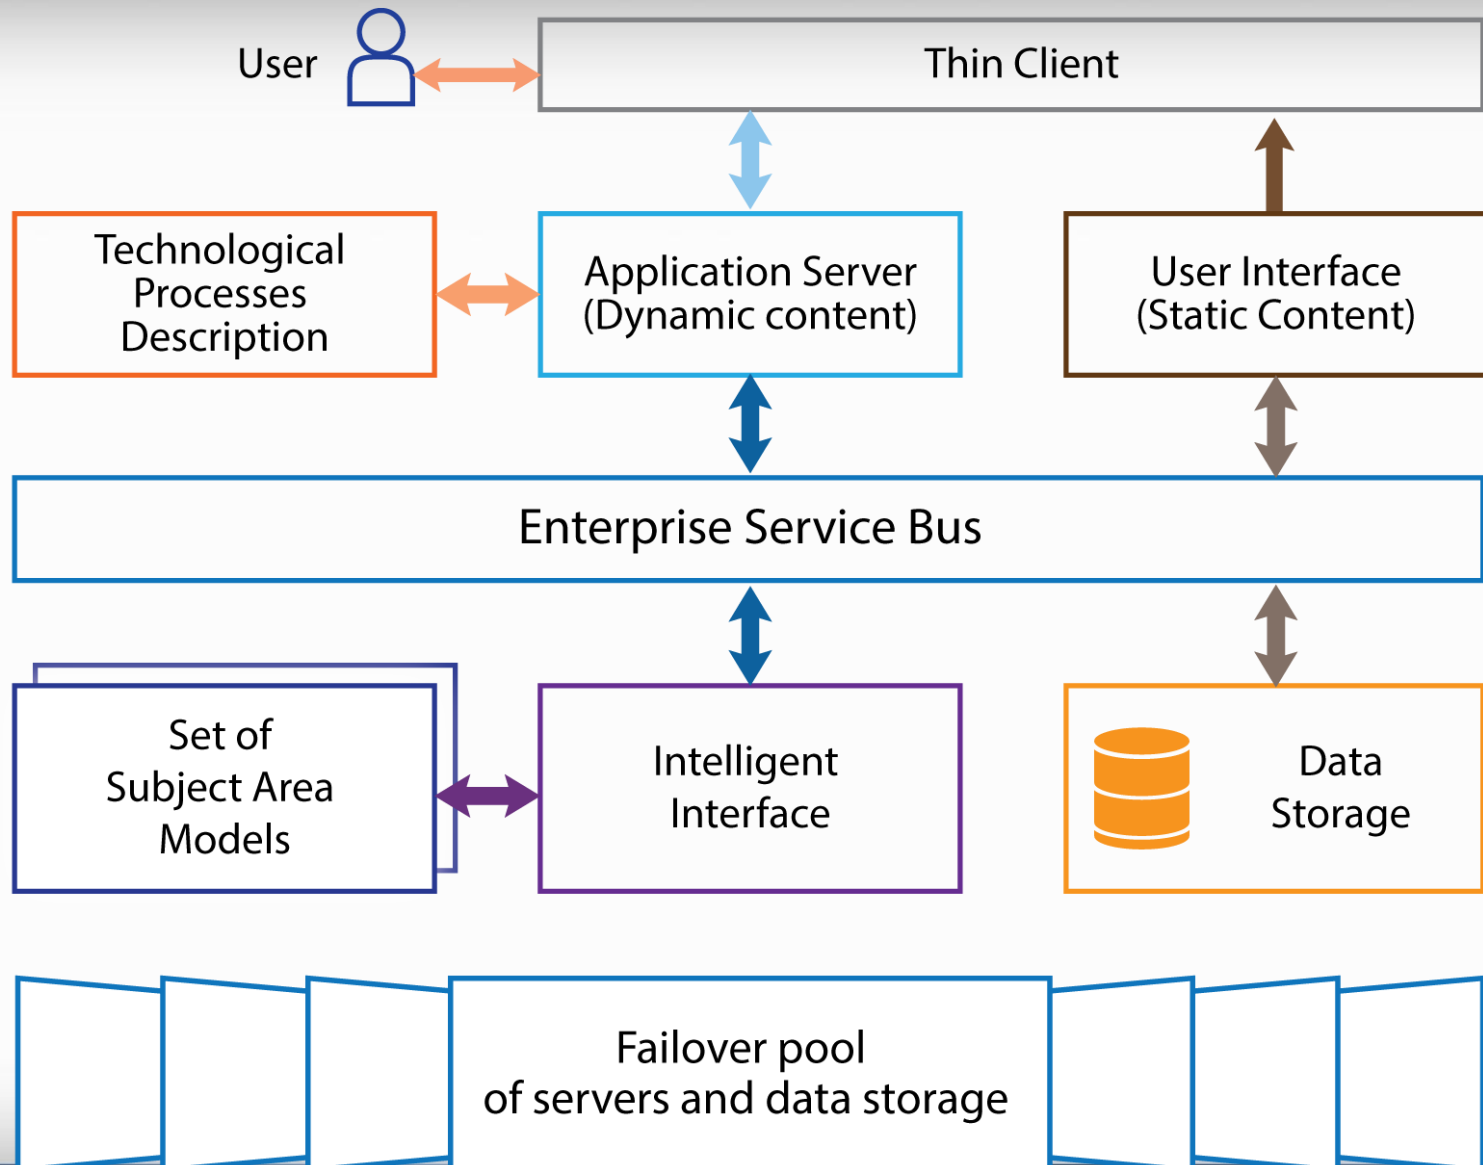 User
Thin Client
Technological
Processes
Description
Application Server
(Dynamic content)
User Interface
(Static Content)
Enterprise Service Bus
Set of
Subject Area
Models
Intelligent
Interface
Data
Storage
Failover pool
of servers and data storage